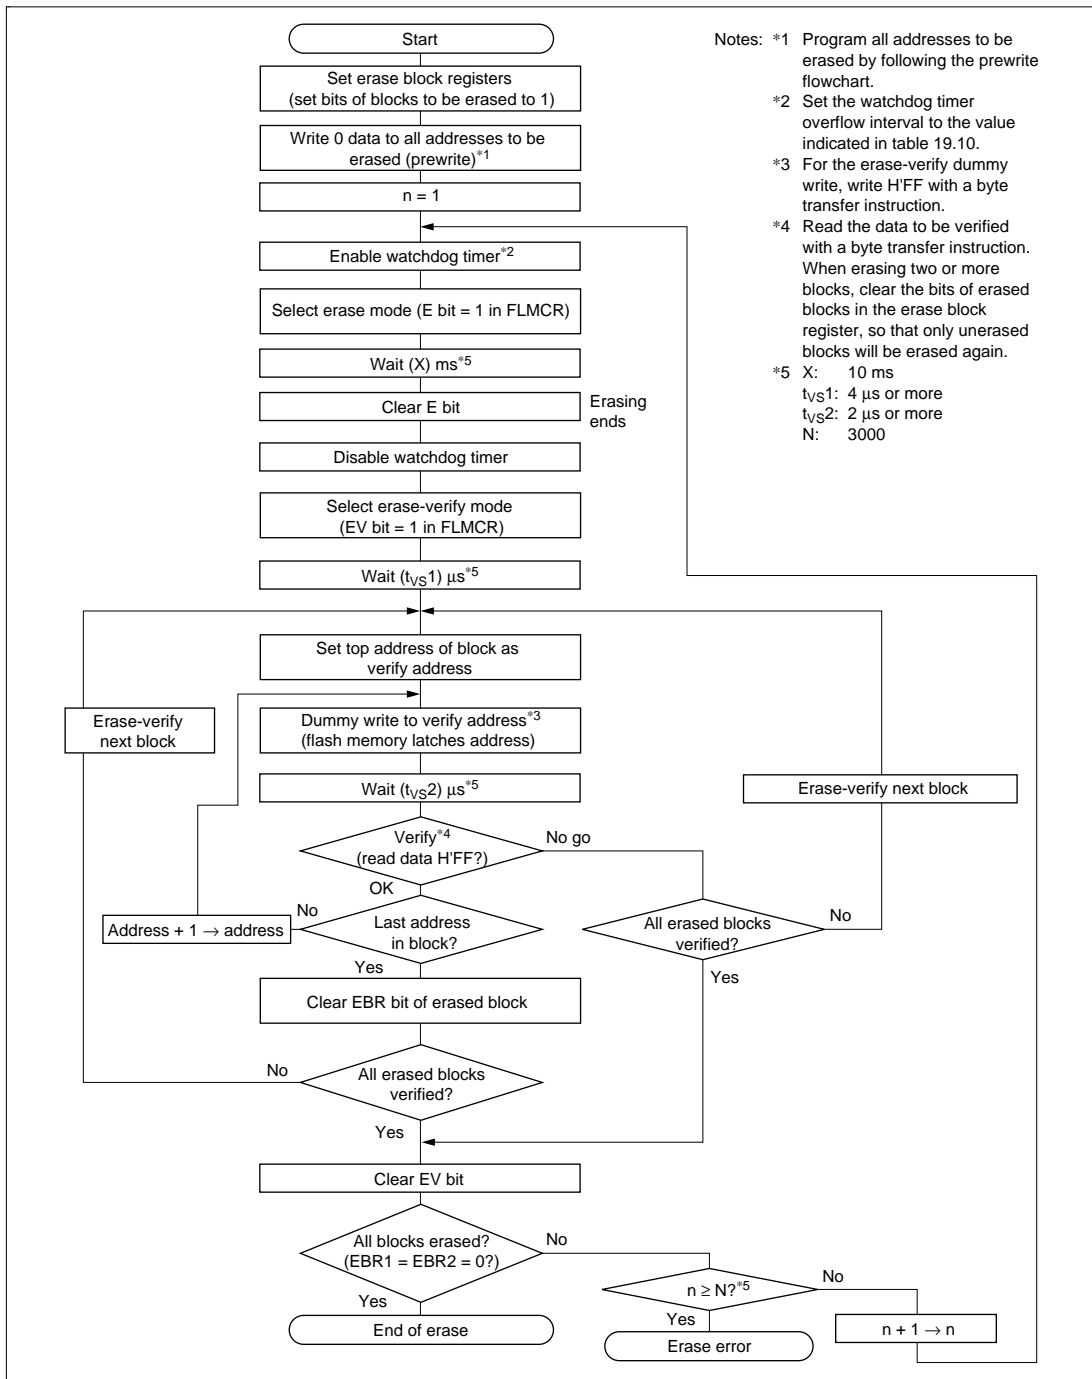 Start
Set erase block registers
(set bits of blocks to be erased to 1)
Write 0 data to all addresses to be
erased (prewrite)*1
n = 1
Enable watchdog timer*2
Select erase mode (E bit = 1 in FLMCR)
Wait (X) ms*5
Clear E bit
Erasing
ends
Disable watchdog timer
Select erase-verify mode
(EV bit = 1 in FLMCR)
Wait (tVS1) μs*5
Set top address of block as
verify address
Erase-verify
next block
Dummy write to verify address*3
(flash memory latches address)
Wait (tVS2) μs*5
Erase-verify next block
Verify*4
(read data H'FF?)
No go
OK
No
Address + 1 → address
Last address
in block?
All erased blocks
verified?
No
Yes
Yes
Clear EBR bit of erased block
No
All erased blocks
verified?
Yes
Clear EV bit
All blocks erased?
(EBR1 = EBR2 = 0?)
No
n ≥ N?*5
No
Yes
Yes
n + 1 → n
End of erase
Erase error
Notes: *1 Program all addresses to be
erased by following the prewrite
flowchart.
*2 Set the watchdog timer
overflow interval to the value
indicated in table 19.10.
*3 For the erase-verify dummy
write, write H'FF with a byte
transfer instruction.
*4 Read the data to be verified
with a byte transfer instruction.
When erasing two or more
blocks, clear the bits of erased
blocks in the erase block
register, so that only unerased
blocks will be erased again.
*5 X: 10 ms
tVS1: 4 μs or more
tVS2: 2 μs or more
N: 3000